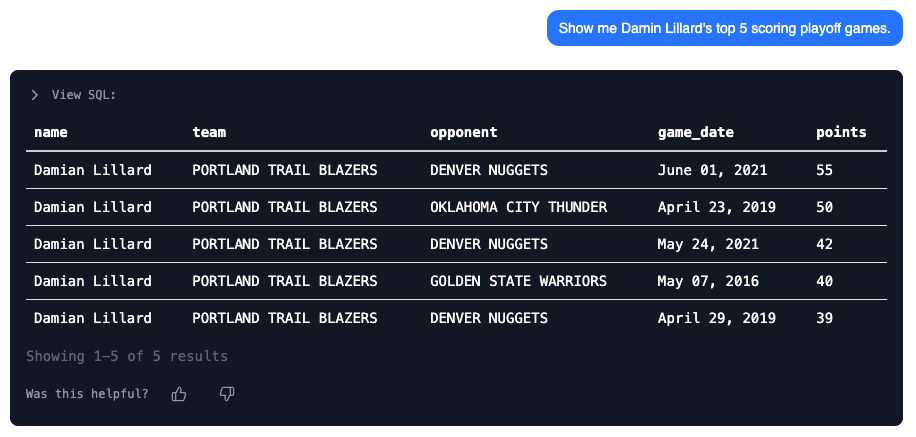 Show me Damin Lillard's top 5 scoring playoff games.
View SQL:
name team opponent game_date points
Damian Lillard PORTLAND TRAIL BLAZERS DENVER NUGGETS June 01, 2021 55
Damian Lillard PORTLAND TRAIL BLAZERS OKLAHOMA CITY THUNDER April 23, 2019 50
Damian Lillard PORTLAND TRAIL BLAZERS DENVER NUGGETS May 24, 2021 42
Damian Lillard PORTLAND TRAIL BLAZERS GOLDEN STATE WARRIORS May 07, 2016 40
Damian Lillard PORTLAND TRAIL BLAZERS DENVER NUGGETS April 29, 2019 39
Showing 1–5 of 5 results
Was this helpful?